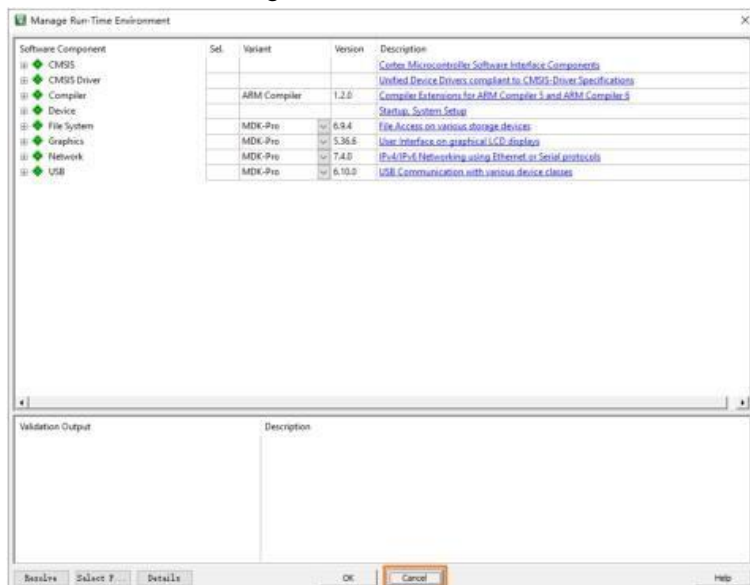 Manage Run-Time Environment
Software Component Sel. Variant Version Description
CMSIS Cortex Microcontroller Software Interface Components
CMSIS Driver Unified Device Drivers compliant to CMSIS-Driver Specifications
Compiler ARM Compiler 1.2.0 Compiler Extensions for ARM Compiler 5 and ARM Compiler 6
Device Startup, System Setup
File System MDK-Pro 6.9.4 File Access on various storage devices
Graphics MDK-Pro 5.36.6 User Interface on graphical LCD displays
Network MDK-Pro 7.4.0 IPv4/IPv6 Networking using Ethernet or Serial protocols
USB MDK-Pro 6.10.0 USB Communication with various device classes
Validation Output Description
Resolve Select P... Details OK Cancel Help